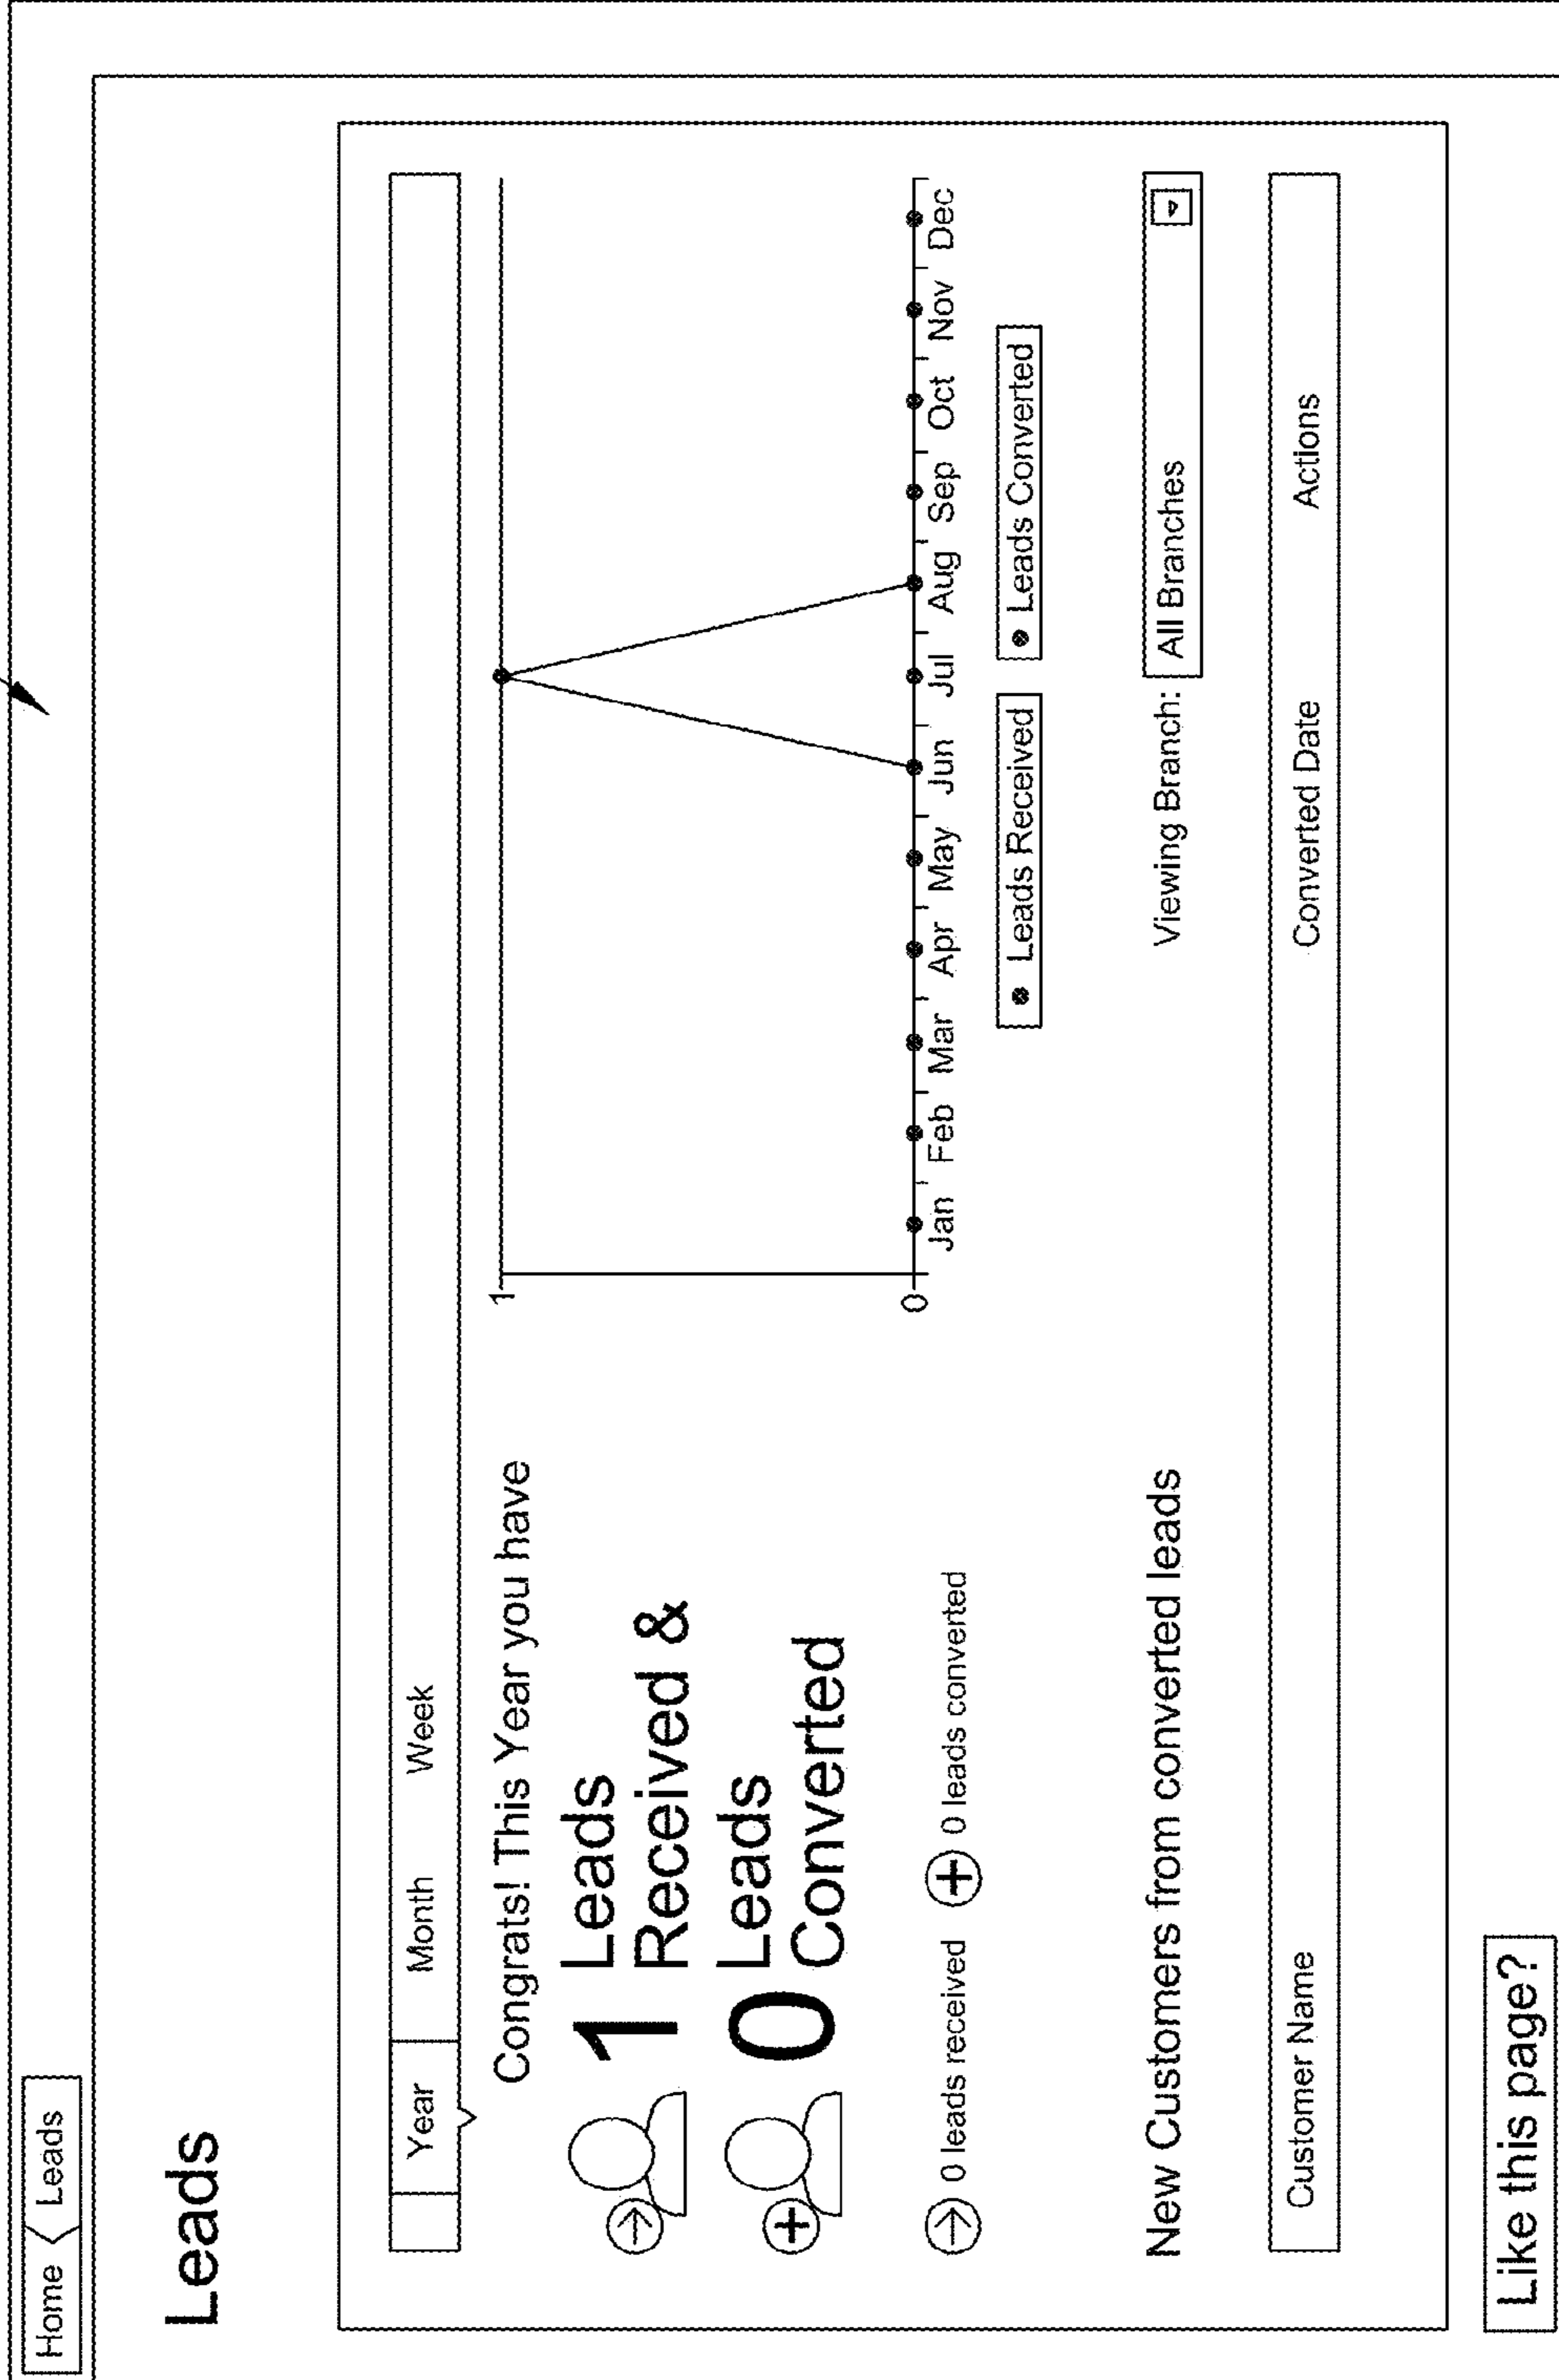 Home Leads
Leads
Year Month Week
Congrats! This Year you have
1 Leads
Received &
0 Leads
Converted
0 leads received 0 leads converted
1
0
Jan Feb Mar Apr May Jun Jul Aug Sep Oct Nov Dec
Leads Received Leads Converted
New Customers from converted leads
Viewing Branch: All Branches
Customer Name Converted Date Actions
Like this page?